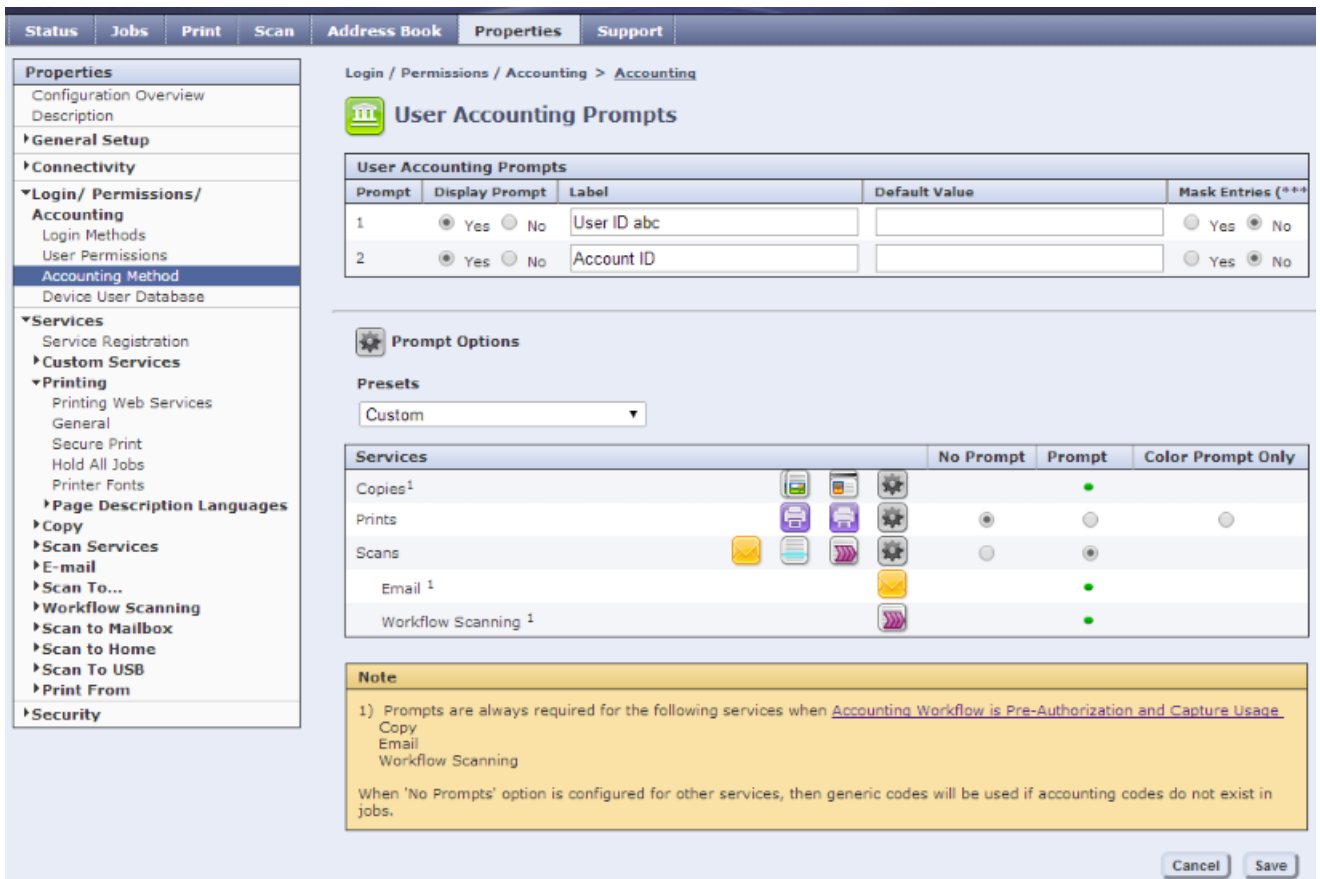 Status Jobs Print Scan Address Book Properties Support
Properties
Configuration Overview
Description
General Setup
Connectivity
Login/ Permissions/
Accounting
Login Methods
User Permissions
Accounting Method
Device User Database
Services
Service Registration
Custom Services
Printing
Printing Web Services
General
Secure Print
Hold All Jobs
Printer Fonts
Page Description Languages
Copy
Scan Services
E-mail
Scan To...
Workflow Scanning
Scan to Mailbox
Scan to Home
Scan To USB
Print From
Security
Login / Permissions / Accounting > Accounting
User Accounting Prompts
User Accounting Prompts
Prompt Display Prompt Label Default Value Mask Entries (***
1 Yes No User ID abc Yes No
2 Yes No Account ID Yes No
Prompt Options
Presets
Custom
Services No Prompt Prompt Color Prompt Only
Copies1
Prints
Scans
Email 1
Workflow Scanning 1
Note
1) Prompts are always required for the following services when Accounting Workflow is Pre-Authorization and Capture Usage
Copy
Email
Workflow Scanning
When 'No Prompts' option is configured for other services, then generic codes will be used if accounting codes do not exist in
jobs.
Cancel Save